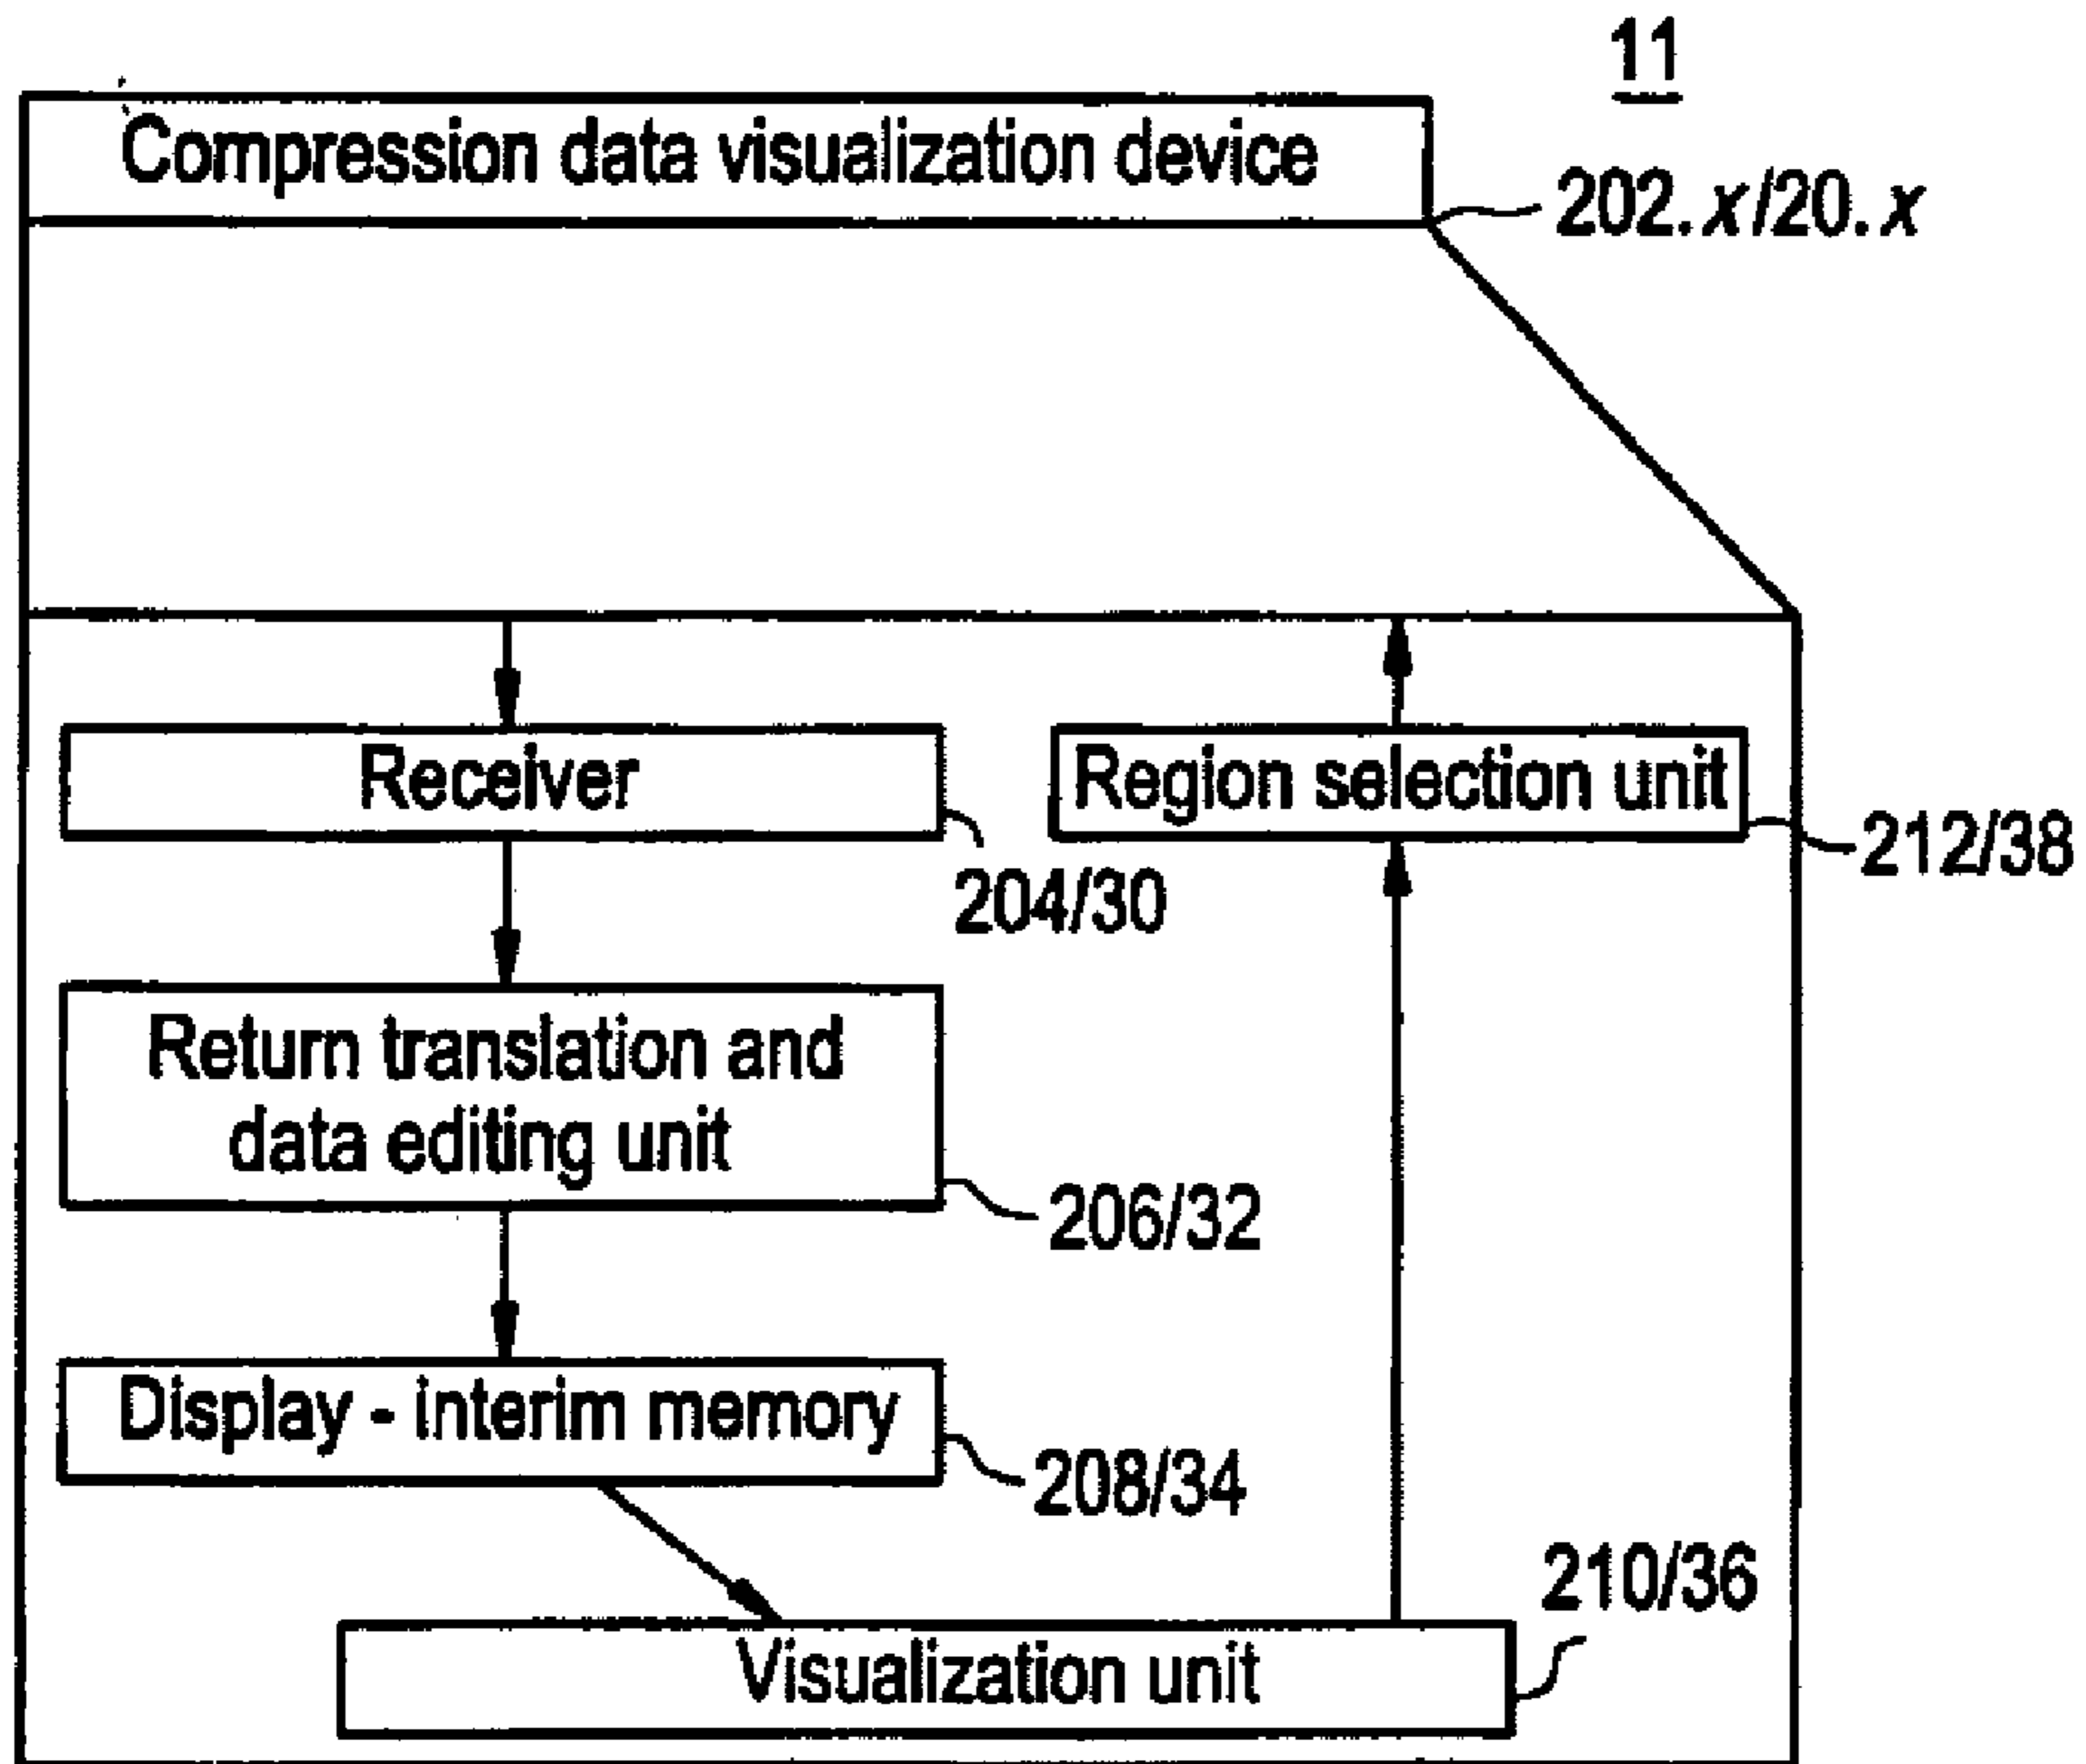 11
Compression data visualization device
202.x/20.x
Receiver
204/30
Region selection unit
212/38
Return translation and
data editing unit
206/32
Display - interim memory
208/34
Visualization unit
210/36